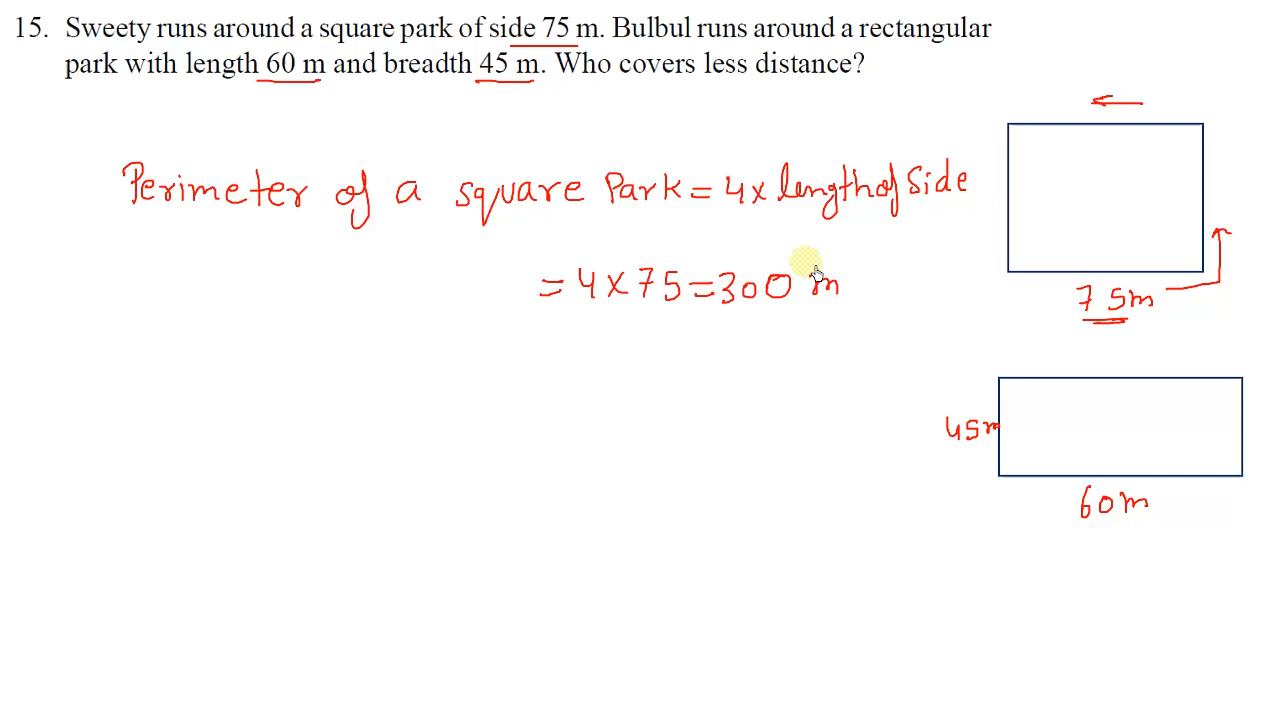 15. Sweety runs around a square park of side 75 m. Bulbul runs around a rectangular
park with length 60 m and breadth 45 m. Who covers less distance?
Perimeter of a square Park = 4x length of Side
= 4 x 75 = 300 m
75m
45m
60m